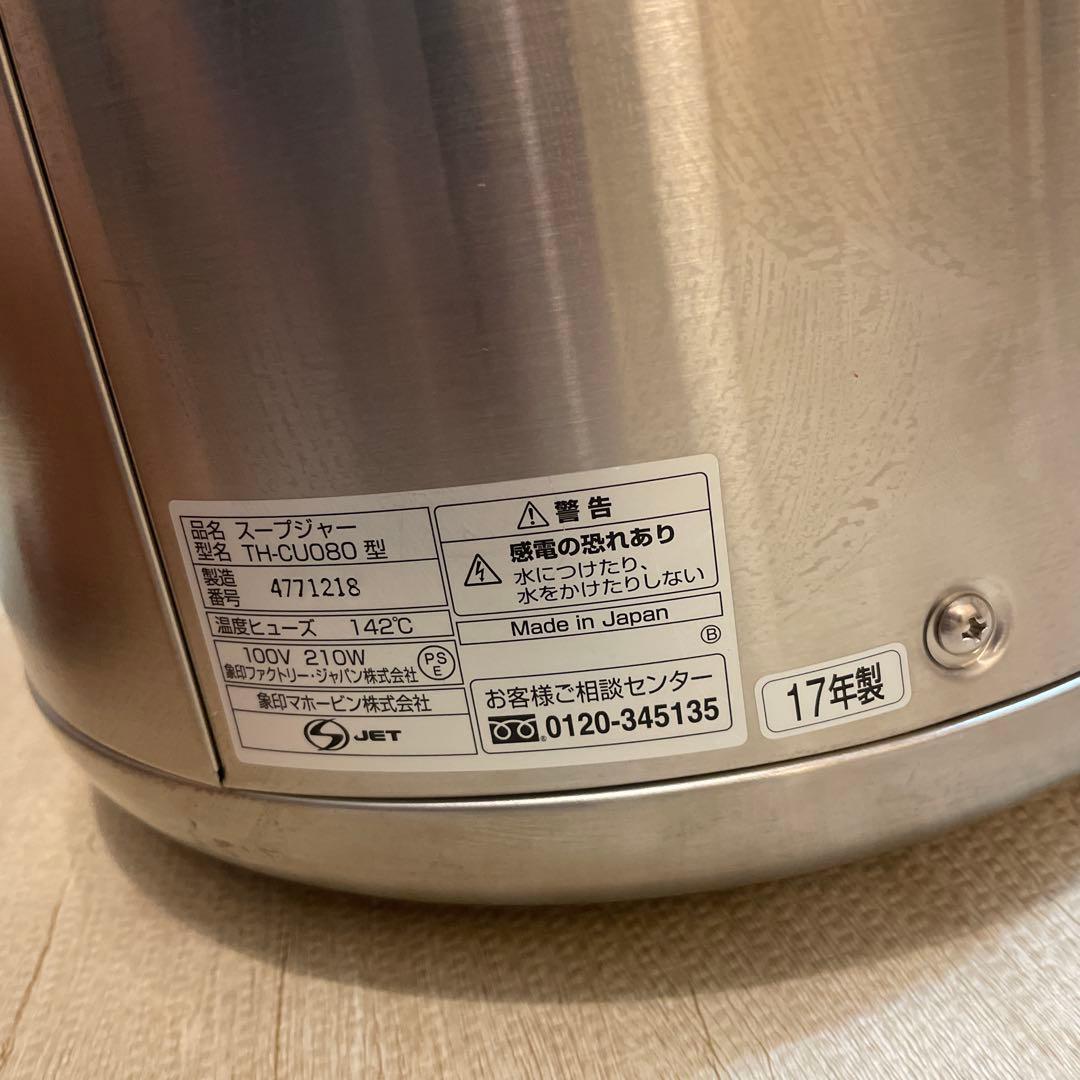 品名 スープジャー
型名 TH-CU080 型
製造番号 4771218
温度ヒューズ 142℃
100V 210W
象印ファクトリー・ジャパン株式会社
PS
E
象印マホービン株式会社
S JET
警告
感電の恐れあり
水につけたり、
水をかけたりしない
Made in Japan
B
お客様ご相談センター
0120-345135
17年製